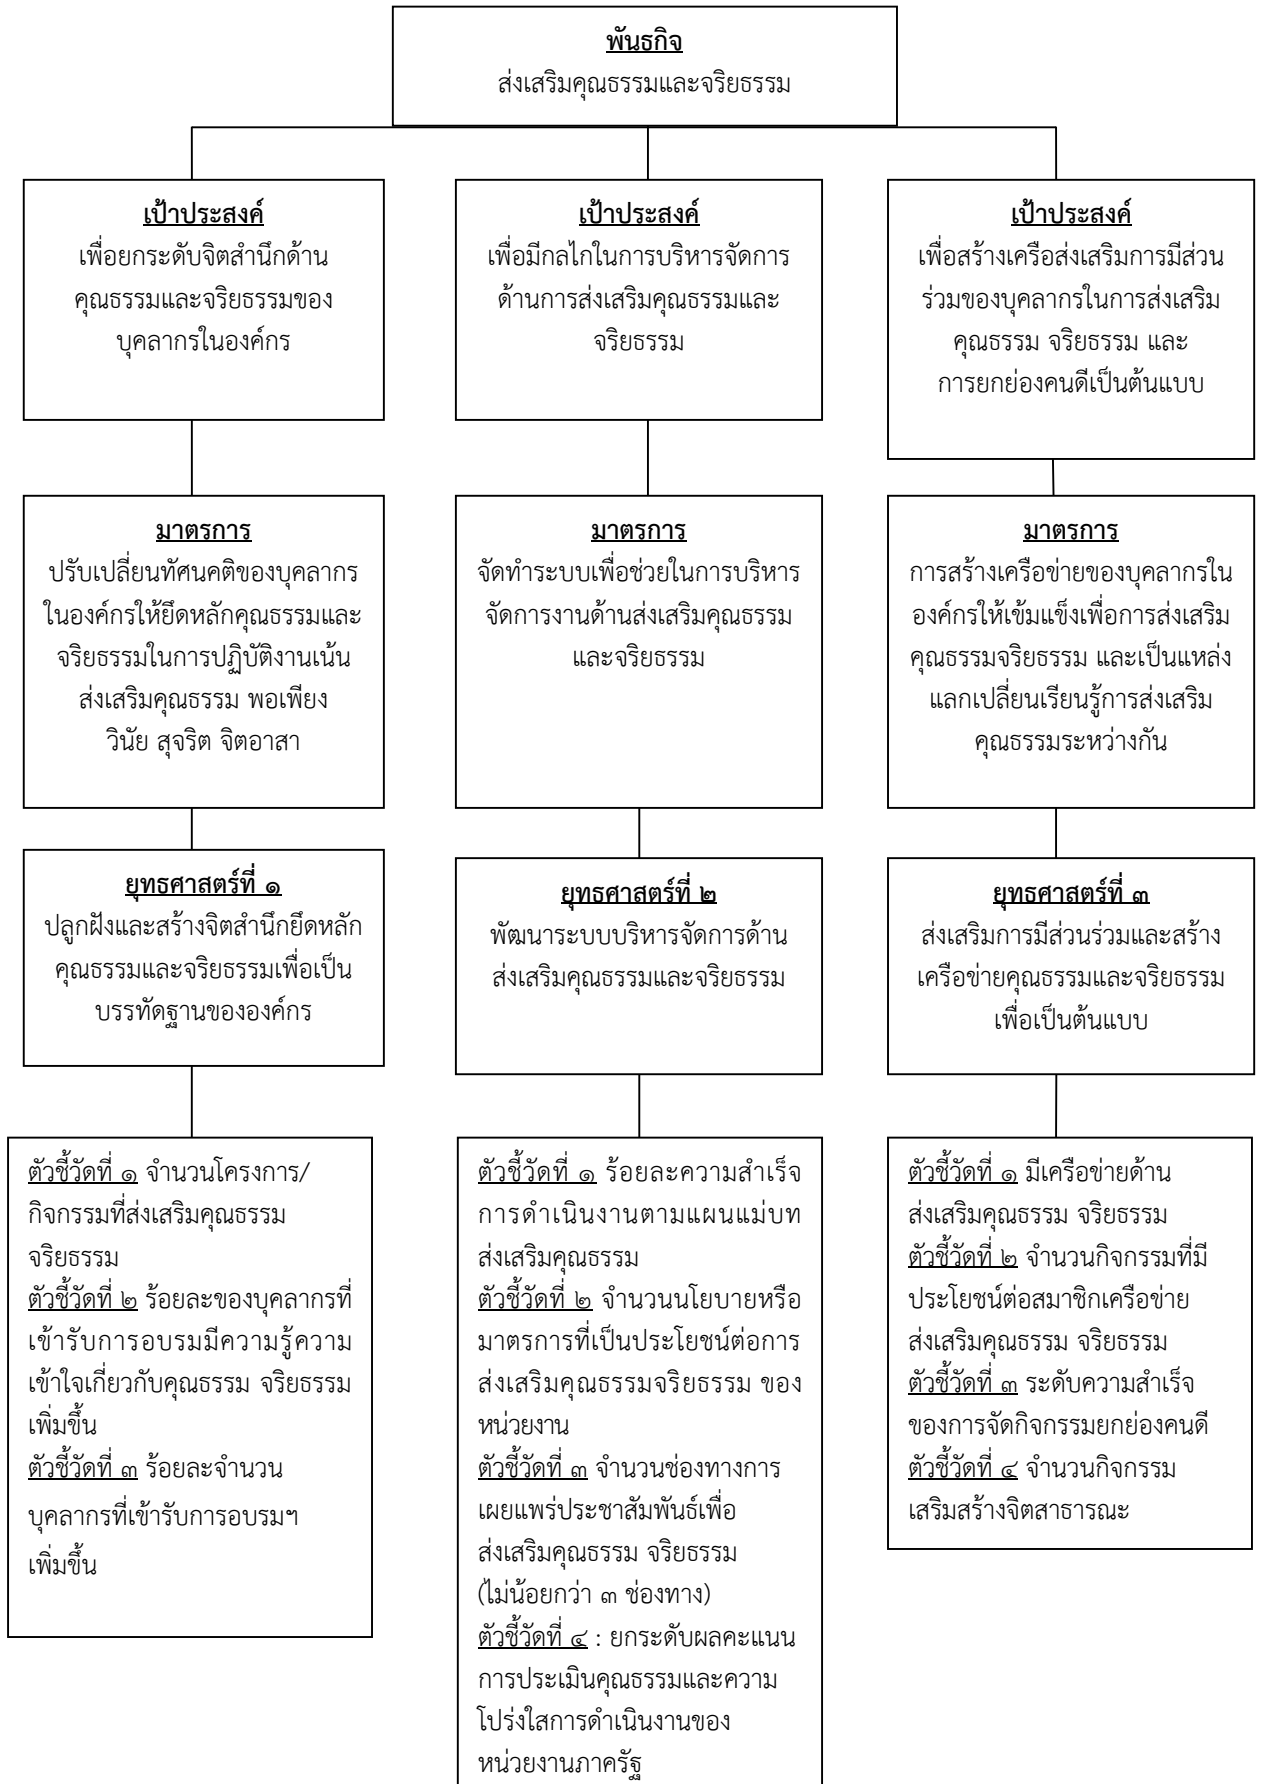 พันธกิจ
ส่งเสริมคุณธรรมและจริยธรรม
เป้าประสงค์
เพื่อยกระดับจิตสำนึกด้าน
คุณธรรมและจริยธรรมของ
บุคลากรในองค์กร
เป้าประสงค์
เพื่อมีกลไกในการบริหารจัดการ
ด้านการส่งเสริมคุณธรรมและ
จริยธรรม
เป้าประสงค์
เพื่อสร้างเครือส่งเสริมการมีส่วน
ร่วมของบุคลากรในการส่งเสริม
คุณธรรม จริยธรรม และ
การยกย่องคนดีเป็นต้นแบบ
มาตรการ
ปรับเปลี่ยนทัศนคติของบุคลากร
ในองค์กรให้ยึดหลักคุณธรรมและ
จริยธรรมในการปฏิบัติงานเน้น
ส่งเสริมคุณธรรม พอเพียง
วินัย สุจริต จิตอาสา
มาตรการ
จัดทำระบบเพื่อช่วยในการบริหาร
จัดการงานด้านส่งเสริมคุณธรรม
และจริยธรรม
มาตรการ
การสร้างเครือข่ายของบุคลากรใน
องค์กรให้เข้มแข็งเพื่อการส่งเสริม
คุณธรรมจริยธรรม และเป็นแหล่ง
แลกเปลี่ยนเรียนรู้การส่งเสริม
คุณธรรมระหว่างกัน
ยุทธศาสตร์ที่ ๑
ปลูกฝังและสร้างจิตสำนึกยึดหลัก
คุณธรรมและจริยธรรมเพื่อเป็น
บรรทัดฐานขององค์กร
ยุทธศาสตร์ที่ ๒
พัฒนาระบบบริหารจัดการด้าน
ส่งเสริมคุณธรรมและจริยธรรม
ยุทธศาสตร์ที่ ๓
ส่งเสริมการมีส่วนร่วมและสร้าง
เครือข่ายคุณธรรมและจริยธรรม
เพื่อเป็นต้นแบบ
ตัวชี้วัดที่ ๑ จำนวนโครงการ/
กิจกรรมที่ส่งเสริมคุณธรรม
จริยธรรม
ตัวชี้วัดที่ ๒ ร้อยละของบุคลากรที่
เข้ารับการอบรมมีความรู้ความ
เข้าใจเกี่ยวกับคุณธรรม จริยธรรม
เพิ่มขึ้น
ตัวชี้วัดที่ ๓ ร้อยละจำนวน
บุคลากรที่เข้ารับการอบรมฯ
เพิ่มขึ้น
ตัวชี้วัดที่ ๑ ร้อยละความสำเร็จ
การดำเนินงานตามแผนแม่บท
ส่งเสริมคุณธรรม
ตัวชี้วัดที่ ๒ จำนวนนโยบายหรือ
มาตรการที่เป็นประโยชน์ต่อการ
ส่งเสริมคุณธรรมจริยธรรม ของ
หน่วยงาน
ตัวชี้วัดที่ ๓ จำนวนช่องทางการ
เผยแพร่ประชาสัมพันธ์เพื่อ
ส่งเสริมคุณธรรม จริยธรรม
(ไม่น้อยกว่า ๓ ช่องทาง)
ตัวชี้วัดที่ ๔ : ยกระดับผลคะแนน
การประเมินคุณธรรมและความ
โปร่งใสการดำเนินงานของ
หน่วยงานภาครัฐ
ตัวชี้วัดที่ ๑ มีเครือข่ายด้าน
ส่งเสริมคุณธรรม จริยธรรม
ตัวชี้วัดที่ ๒ จำนวนกิจกรรมที่มี
ประโยชน์ต่อสมาชิกเครือข่าย
ส่งเสริมคุณธรรม จริยธรรม
ตัวชี้วัดที่ ๓ ระดับความสำเร็จ
ของการจัดกิจกรรมยกย่องคนดี
ตัวชี้วัดที่ ๔ จำนวนกิจกรรม
เสริมสร้างจิตสาธารณะ